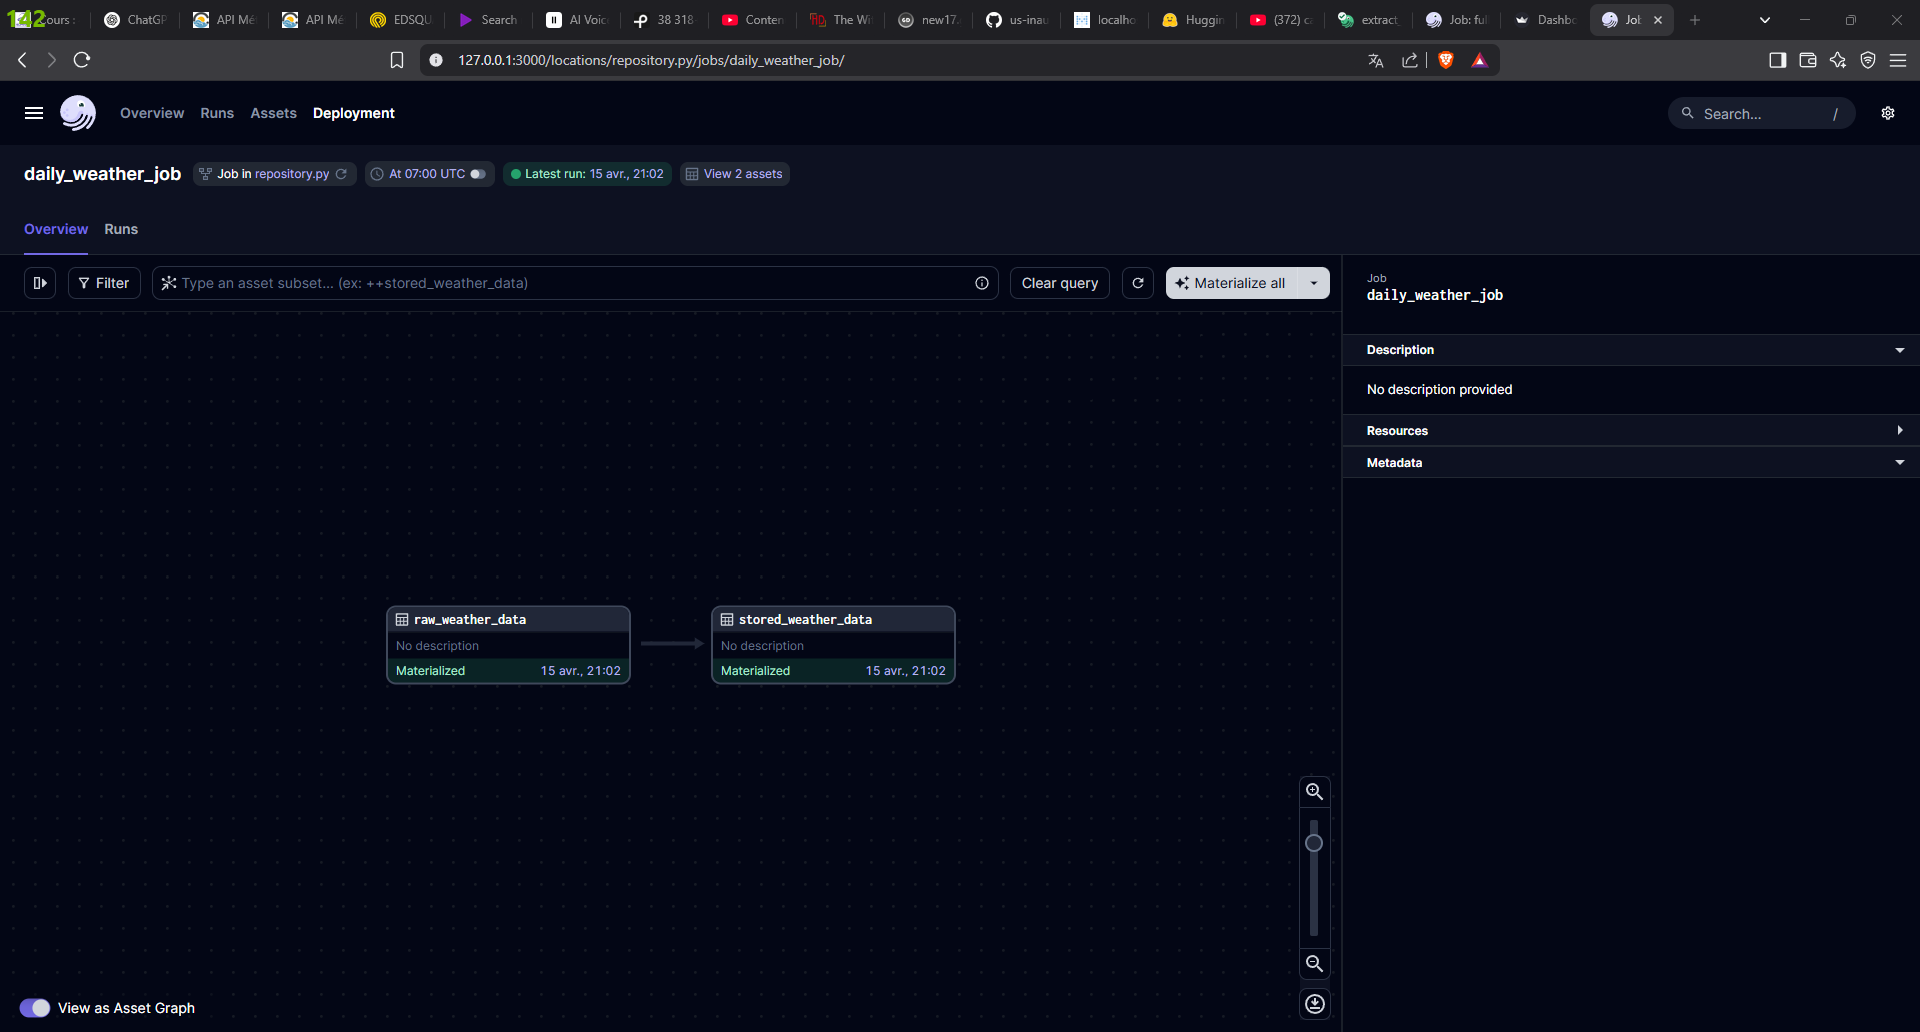 142
ours :
ChatGP
API Mé
API Mé
EDSQU
Search
AI Voic
38 318
Conten
The Wi
new17.
us-inau
localho
Huggin
(372) c
extract_
Job: ful
Dashbo
Job
127.0.0.1:3000/locations/repository.py/jobs/daily_weather_job/
Overview
Runs
Assets
Deployment
Search...
/
daily_weather_job
Job in repository.py
At 07:00 UTC
Latest run: 15 avr., 21:02
View 2 assets
Overview
Runs
Filter
Type an asset subset… (ex: ++stored_weather_data)
Clear query
Materialize all
Job
daily_weather_job
Description
No description provided
Resources
Metadata
raw_weather_data
No description
Materialized 15 avr., 21:02
stored_weather_data
No description
Materialized 15 avr., 21:02
View as Asset Graph